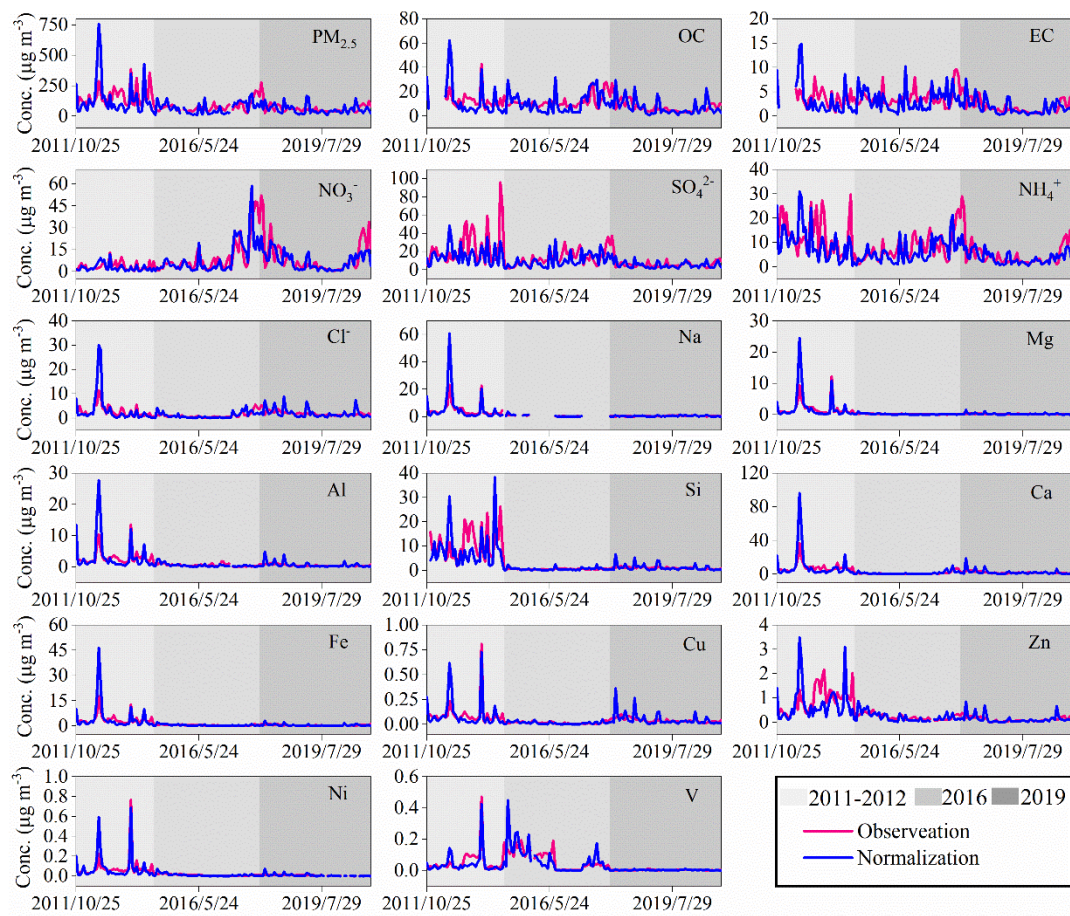 PM2.5 OC EC
Conc. (μg m-3)
750 500 250 0
80 60 40 20 0
20 15 10 5 0
2011/10/25 2016/5/24 2019/7/29 2011/10/25 2016/5/24 2019/7/29 2011/10/25 2016/5/24 2019/7/29
NO3- SO42- NH4+
Conc. (μg m-3)
60 45 30 15 0
100 80 60 40 20 0
40 30 20 10 0
2011/10/25 2016/5/24 2019/7/29 2011/10/25 2016/5/24 2019/7/29 2011/10/25 2016/5/24 2019/7/29
Cl- Na Mg
Conc. (μg m-3)
40 30 20 10 0
60 40 20 0
30 20 10 0
2011/10/25 2016/5/24 2019/7/29 2011/10/25 2016/5/24 2019/7/29 2011/10/25 2016/5/24 2019/7/29
Al Si Ca
Conc. (μg m-3)
30 20 10 0
40 30 20 10 0
120 80 40 0
2011/10/25 2016/5/24 2019/7/29 2011/10/25 2016/5/24 2019/7/29 2011/10/25 2016/5/24 2019/7/29
Fe Cu Zn
Conc. (μg m-3)
60 45 30 15 0
1.00 0.75 0.50 0.25 0.00
4 3 2 1 0
2011/10/25 2016/5/24 2019/7/29 2011/10/25 2016/5/24 2019/7/29 2011/10/25 2016/5/24 2019/7/29
Ni V
Conc. (μg m-3)
1.0 0.8 0.6 0.4 0.2 0.0
0.6 0.4 0.2 0.0
2011/10/25 2016/5/24 2019/7/29 2011/10/25 2016/5/24 2019/7/29
2011-2012 2016 2019
Observeation
Normalization